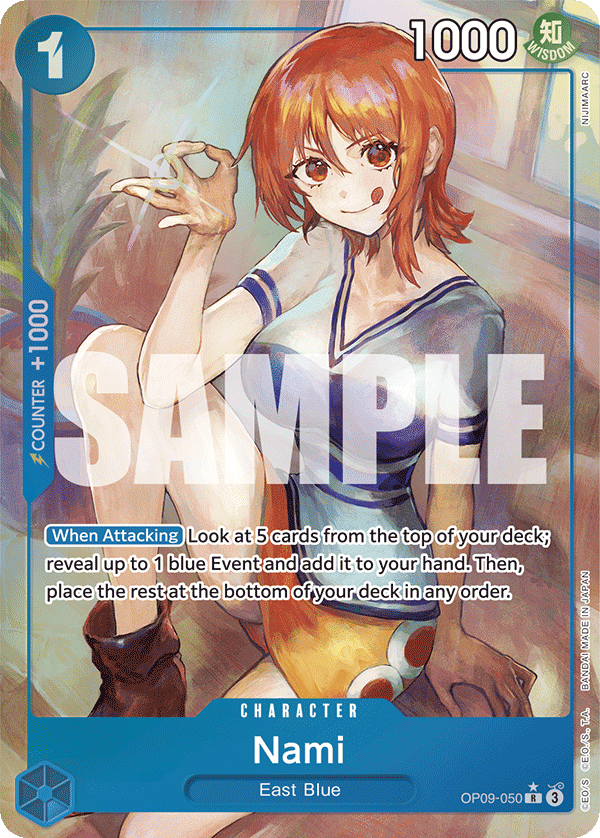 1
1000
知
WISDOM
NIJIMAARC
COUNTER +1000
SAMPLE
When Attacking Look at 5 cards from the top of your deck;
reveal up to 1 blue Event and add it to your hand. Then,
place the rest at the bottom of your deck in any order.
CHARACTER
Nami
East Blue
OP09-050 R 3
©EO/S ©E.O./S., T.A. BANDAI MADE IN JAPAN